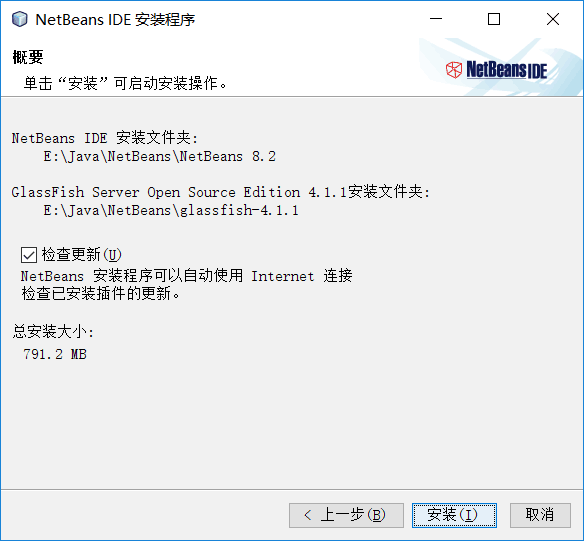 NetBeans IDE 安装程序
概要
单击“安装”可启动安装操作。
NetBeans IDE
NetBeans IDE 安装文件夹:
E:\Java\NetBeans\NetBeans 8.2
GlassFish Server Open Source Edition 4.1.1安装文件夹:
E:\Java\NetBeans\glassfish-4.1.1
检查更新(U)
NetBeans 安装程序可以自动使用 Internet 连接
检查已安装插件的更新。
总安装大小:
791.2 MB
< 上一步(B)
安装(I)
取消